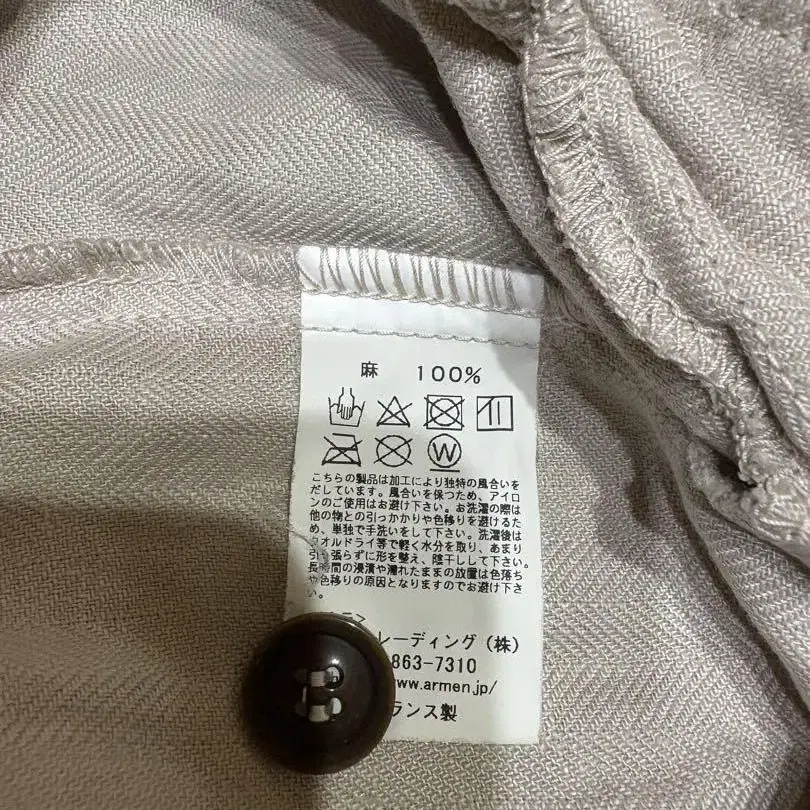 麻 100%
W
こちらの製品は加工により独特の風合いを
だしています。風合いを保つため、アイロ
ンのご使用はお避け下さい。お洗濯の際は
他の物との引っかかりや色移りを避けるた
め、単独で手洗いをして下さい。洗濯後は
タオルドライ等で軽く水分を取り、あまり
引っ張らずに形を整え、陰干しして下さい。
長時間の浸漬や濡れたままの放置は色落ち
や色移りの原因となりますのでお避け下さ
い。
レーディング（株）
863-7310
www.armen.jp/
ランス製